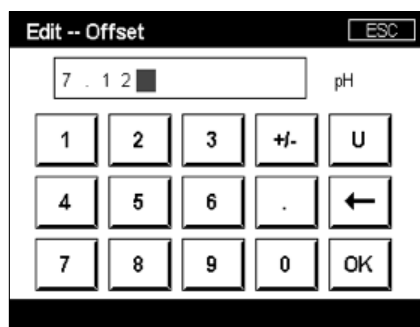 Edit -- Offset ESC
7 . 1 2 pH
1 2 3 +/- U
4 5 6 . ←
7 8 9 0 OK